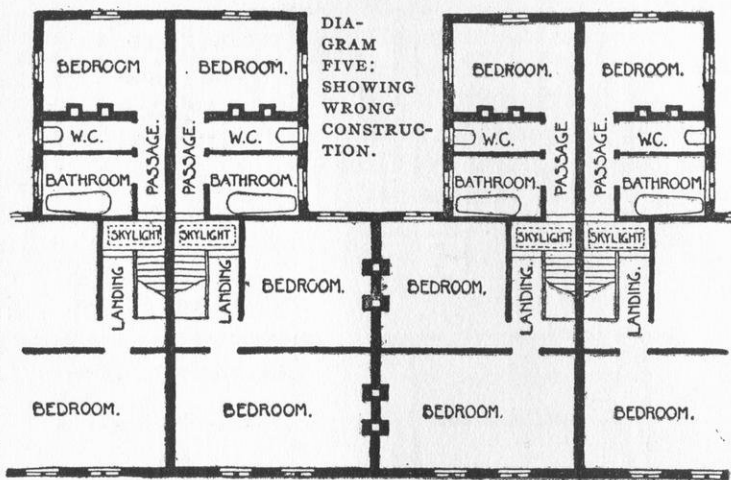 DIA-
GRAM
FIVE:
SHOWING
WRONG
CONSTRUC-
TION.
BEDROOM
BEDROOM.
BEDROOM.
BEDROOM.
W.C.
PASSAGE.
PASSAGE.
W.C.
W.C.
PASSAGE
PASSAGE.
W.C.
BATHROOM
BATHROOM.
BATHROOM.
BATHROOM.
SKYLIGHT
SKYLIGHT
SKYLIGHT
SKYLIGHT
LANDING
LANDING
BEDROOM.
BEDROOM.
LANDING.
LANDING.
BEDROOM.
BEDROOM.
BEDROOM.
BEDROOM.